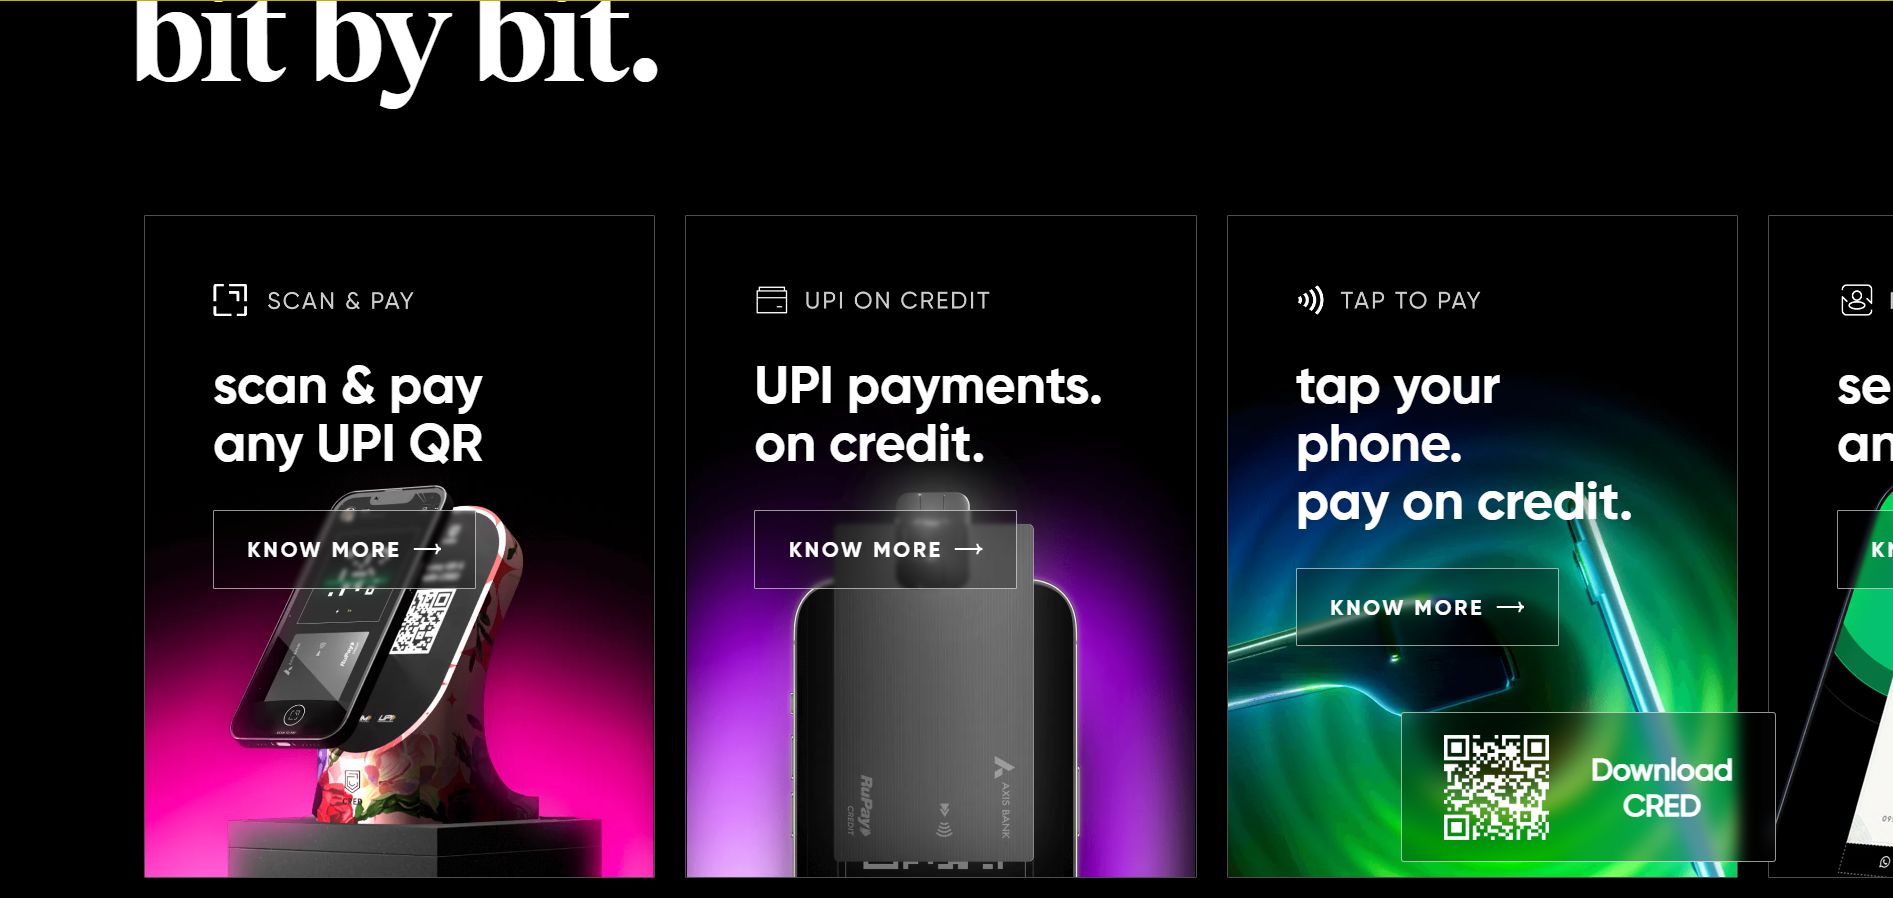 bit by bit.
SCAN & PAY
scan & pay
any UPI QR
KNOW MORE →
UPI
CRED
UPI ON CREDIT
UPI payments.
on credit.
KNOW MORE →
RuPay
CREDIT
AXIS BANK
TAP TO PAY
tap your
phone.
pay on credit.
KNOW MORE →
Download
CRED
se
an
KN